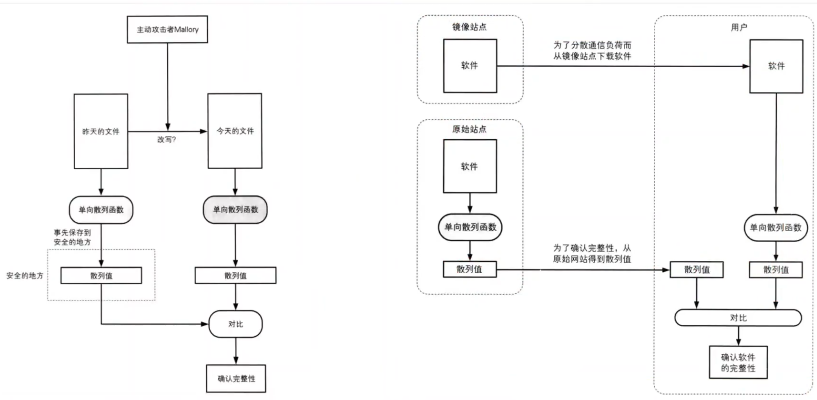 主动攻击者Mallory
昨天的文件
改写?
今天的文件
单向散列函数
单向散列函数
事先保存到
安全的地方
安全的地方
散列值
散列值
对比
确认完整性
镜像站点
软件
为了分散通信负荷而
从镜像站点下载软件
用户
软件
原始站点
软件
单向散列函数
散列值
为了确认完整性，从
原始网站得到散列值
单向散列函数
散列值
散列值
对比
确认软件
的完整性